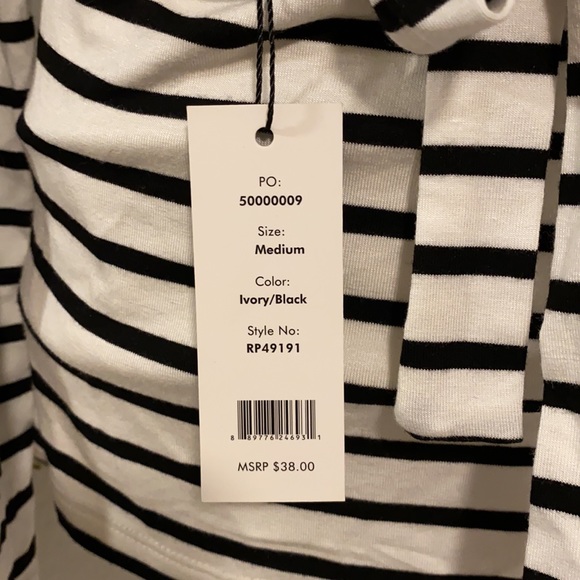 PO:
50000009
Size:
Medium
Color:
Ivory/Black
Style No:
RP49191
8 89776 24693 1
MSRP $38.00